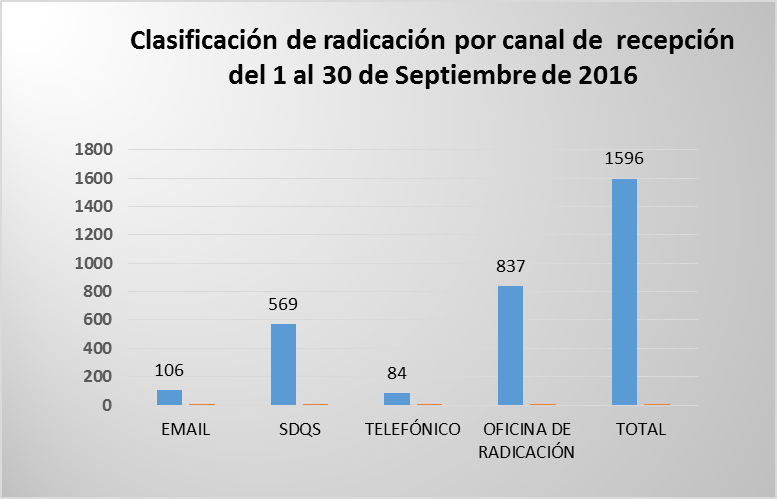 Clasificación de radicación por canal de  recepción
del 1 al 30 de Septiembre de 2016
1800
1600
1400
1200
1000
800
600
400
200
0
106
569
84
837
1596
EMAIL
SDQS
TELEFÓNICO
OFICINA DE
RADICACIÓN
TOTAL